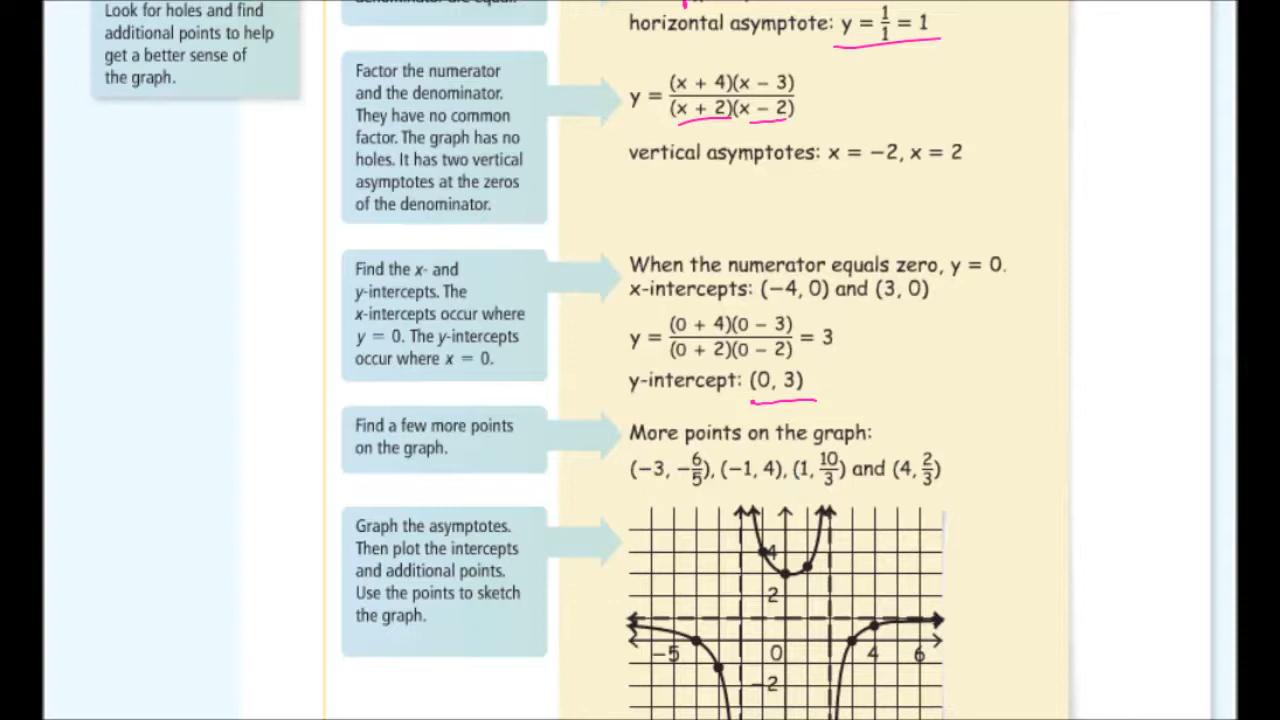 denominator are equal.
Look for holes and find
additional points to help
get a better sense of
the graph.
horizontal asymptote: y = 1/1 = 1
Factor the numerator
and the denominator.
They have no common
factor. The graph has no
holes. It has two vertical
asymptotes at the zeros
of the denominator.
y = (x + 4)(x − 3)/(x + 2)(x − 2)
vertical asymptotes: x = −2, x = 2
Find the x- and
y-intercepts. The
x-intercepts occur where
y = 0. The y-intercepts
occur where x = 0.
When the numerator equals zero, y = 0.
x-intercepts: (−4, 0) and (3, 0)
y = (0 + 4)(0 − 3)/(0 + 2)(0 − 2) = 3
y-intercept: (0, 3)
Find a few more points
on the graph.
More points on the graph:
(−3, −6/5), (−1, 4), (1, 10/3) and (4, 2/3)
Graph the asymptotes.
Then plot the intercepts
and additional points.
Use the points to sketch
the graph.
4
2
−5 0 4 6
−2